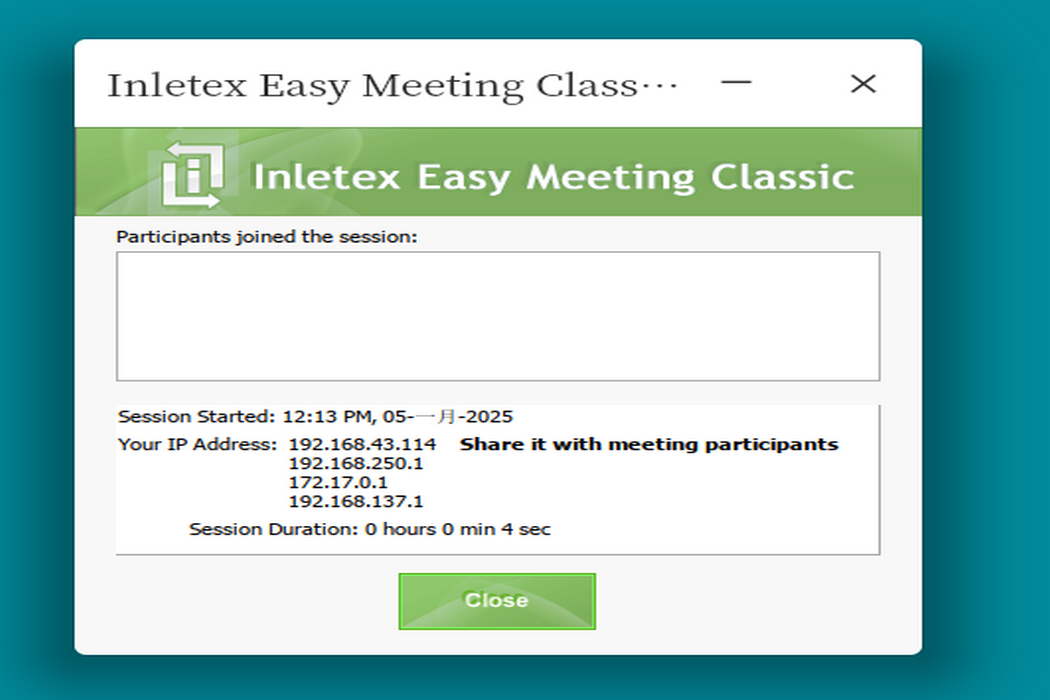 Inletex Easy Meeting Class···
Inletex Easy Meeting Classic
Participants joined the session:
Session Started: 12:13 PM, 05-一月-2025
Your IP Address: 192.168.43.114 Share it with meeting participants
192.168.250.1
172.17.0.1
192.168.137.1
Session Duration: 0 hours 0 min 4 sec
Close